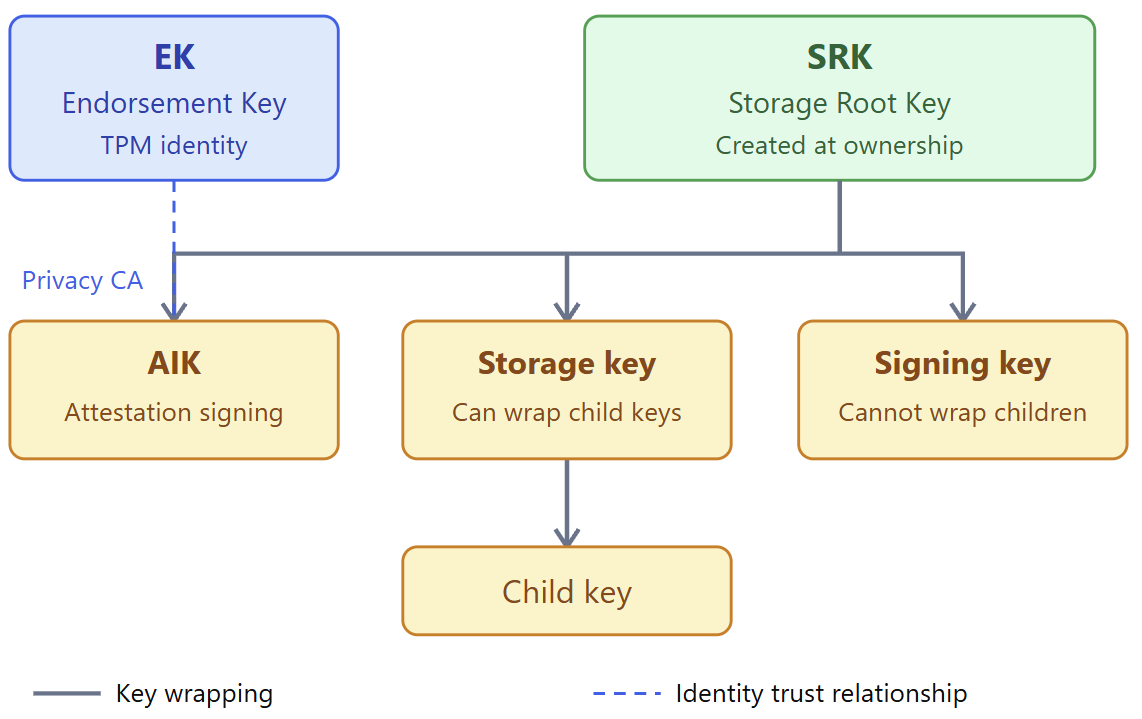 EK
Endorsement Key
TPM identity
SRK
Storage Root Key
Created at ownership
Privacy CA
AIK
Attestation signing
Storage key
Can wrap child keys
Signing key
Cannot wrap children
Child key
Key wrapping
Identity trust relationship